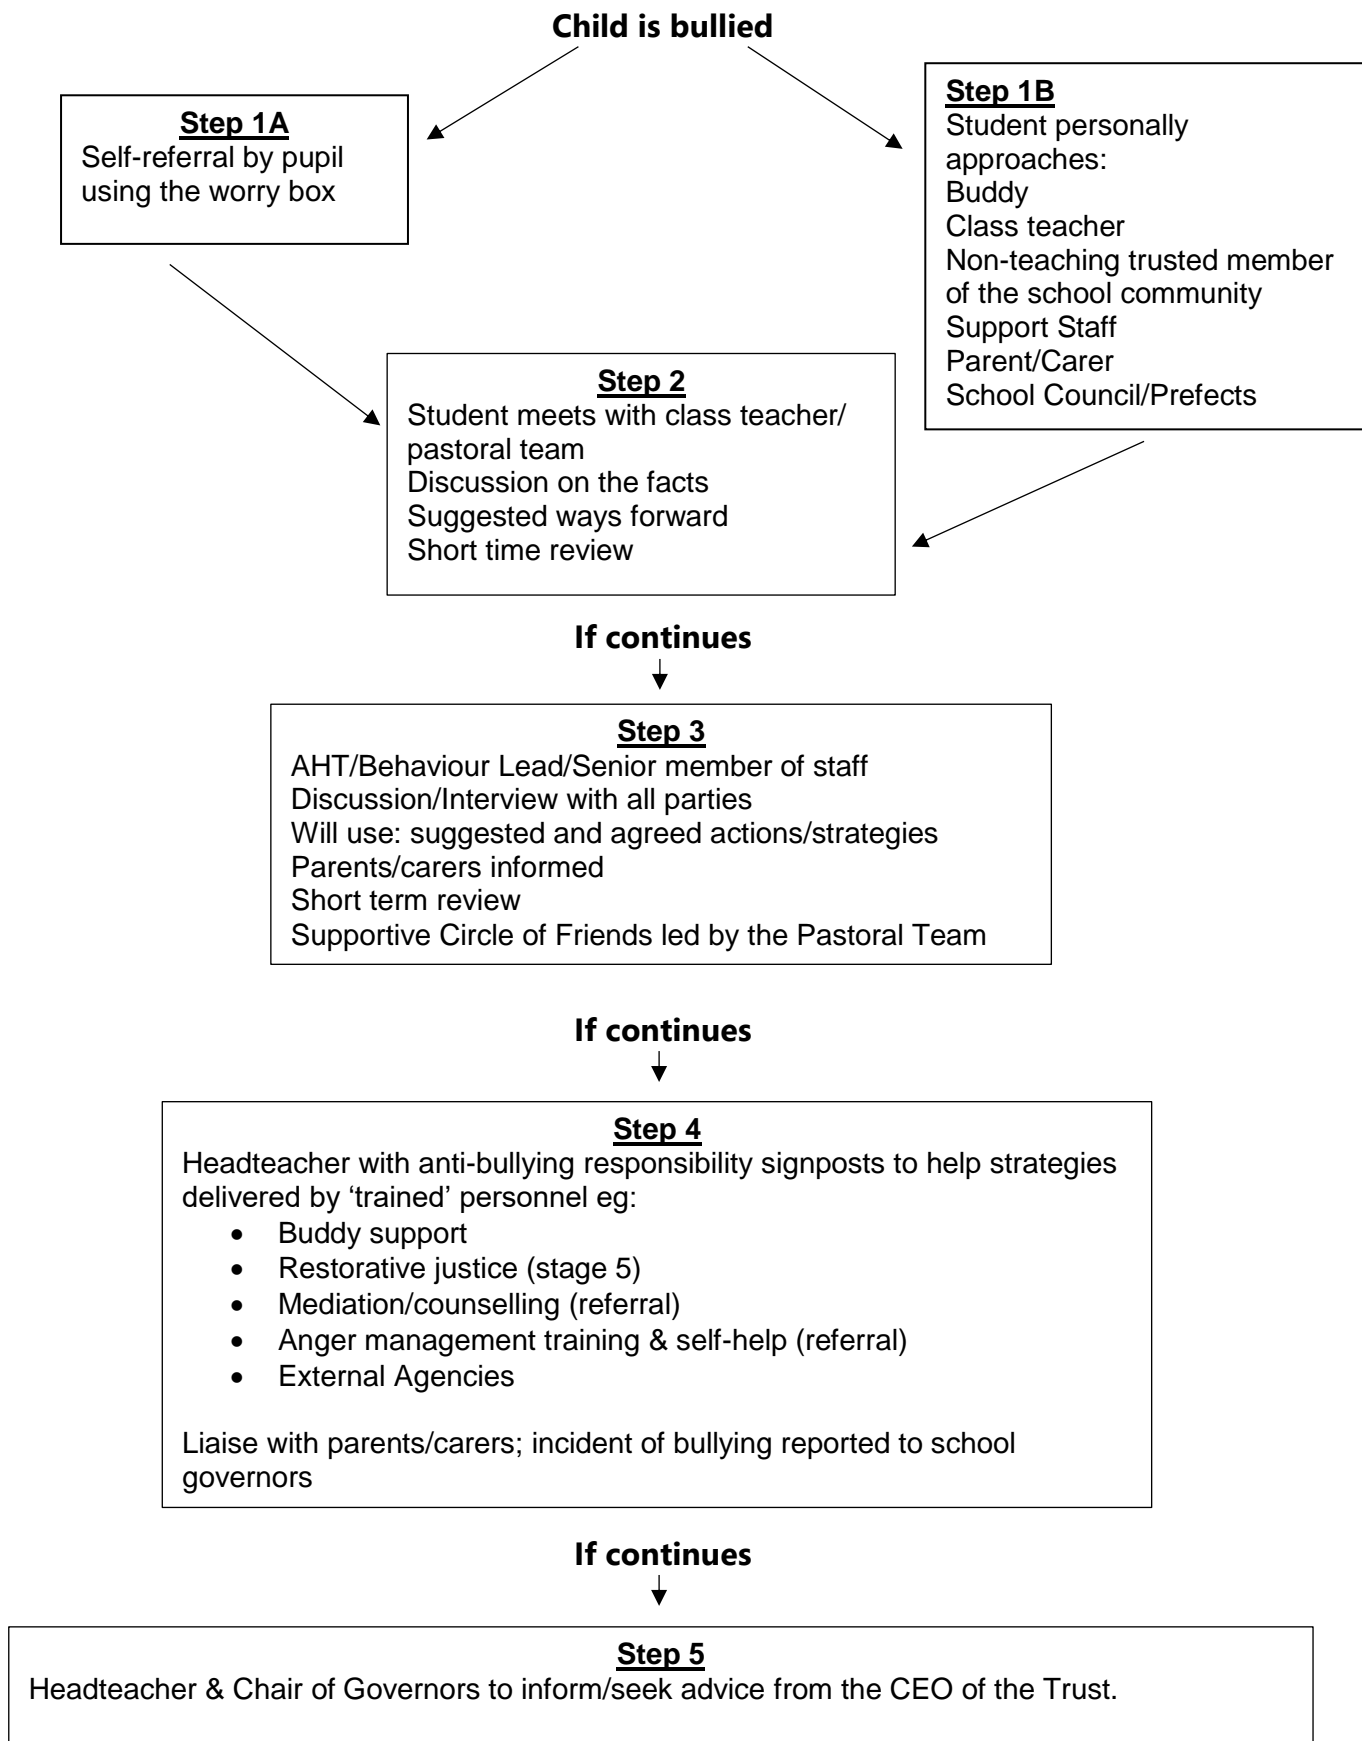 Child is bullied
Step 1A
Self-referral by pupil
using the worry box
Step 1B
Student personally
approaches:
Buddy
Class teacher
Non-teaching trusted member
of the school community
Support Staff
Parent/Carer
School Council/Prefects
Step 2
Student meets with class teacher/
pastoral team
Discussion on the facts
Suggested ways forward
Short time review
If continues
Step 3
AHT/Behaviour Lead/Senior member of staff
Discussion/Interview with all parties
Will use: suggested and agreed actions/strategies
Parents/carers informed
Short term review
Supportive Circle of Friends led by the Pastoral Team
If continues
Step 4
Headteacher with anti-bullying responsibility signposts to help strategies
delivered by ‘trained’ personnel eg:
• Buddy support
• Restorative justice (stage 5)
• Mediation/counselling (referral)
• Anger management training & self-help (referral)
• External Agencies
Liaise with parents/carers; incident of bullying reported to school
governors
If continues
Step 5
Headteacher & Chair of Governors to inform/seek advice from the CEO of the Trust.